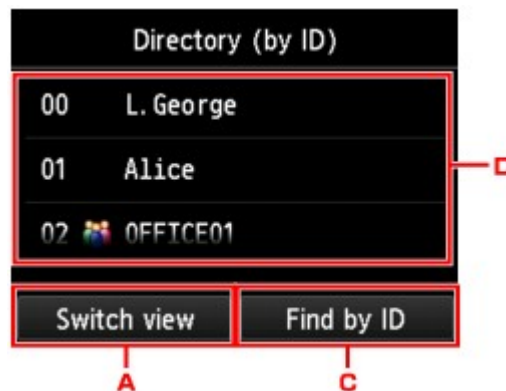 Directory (by ID)
00 L.George
01 Alice
D
02 OFFICE01
Switch view Find by ID
A C